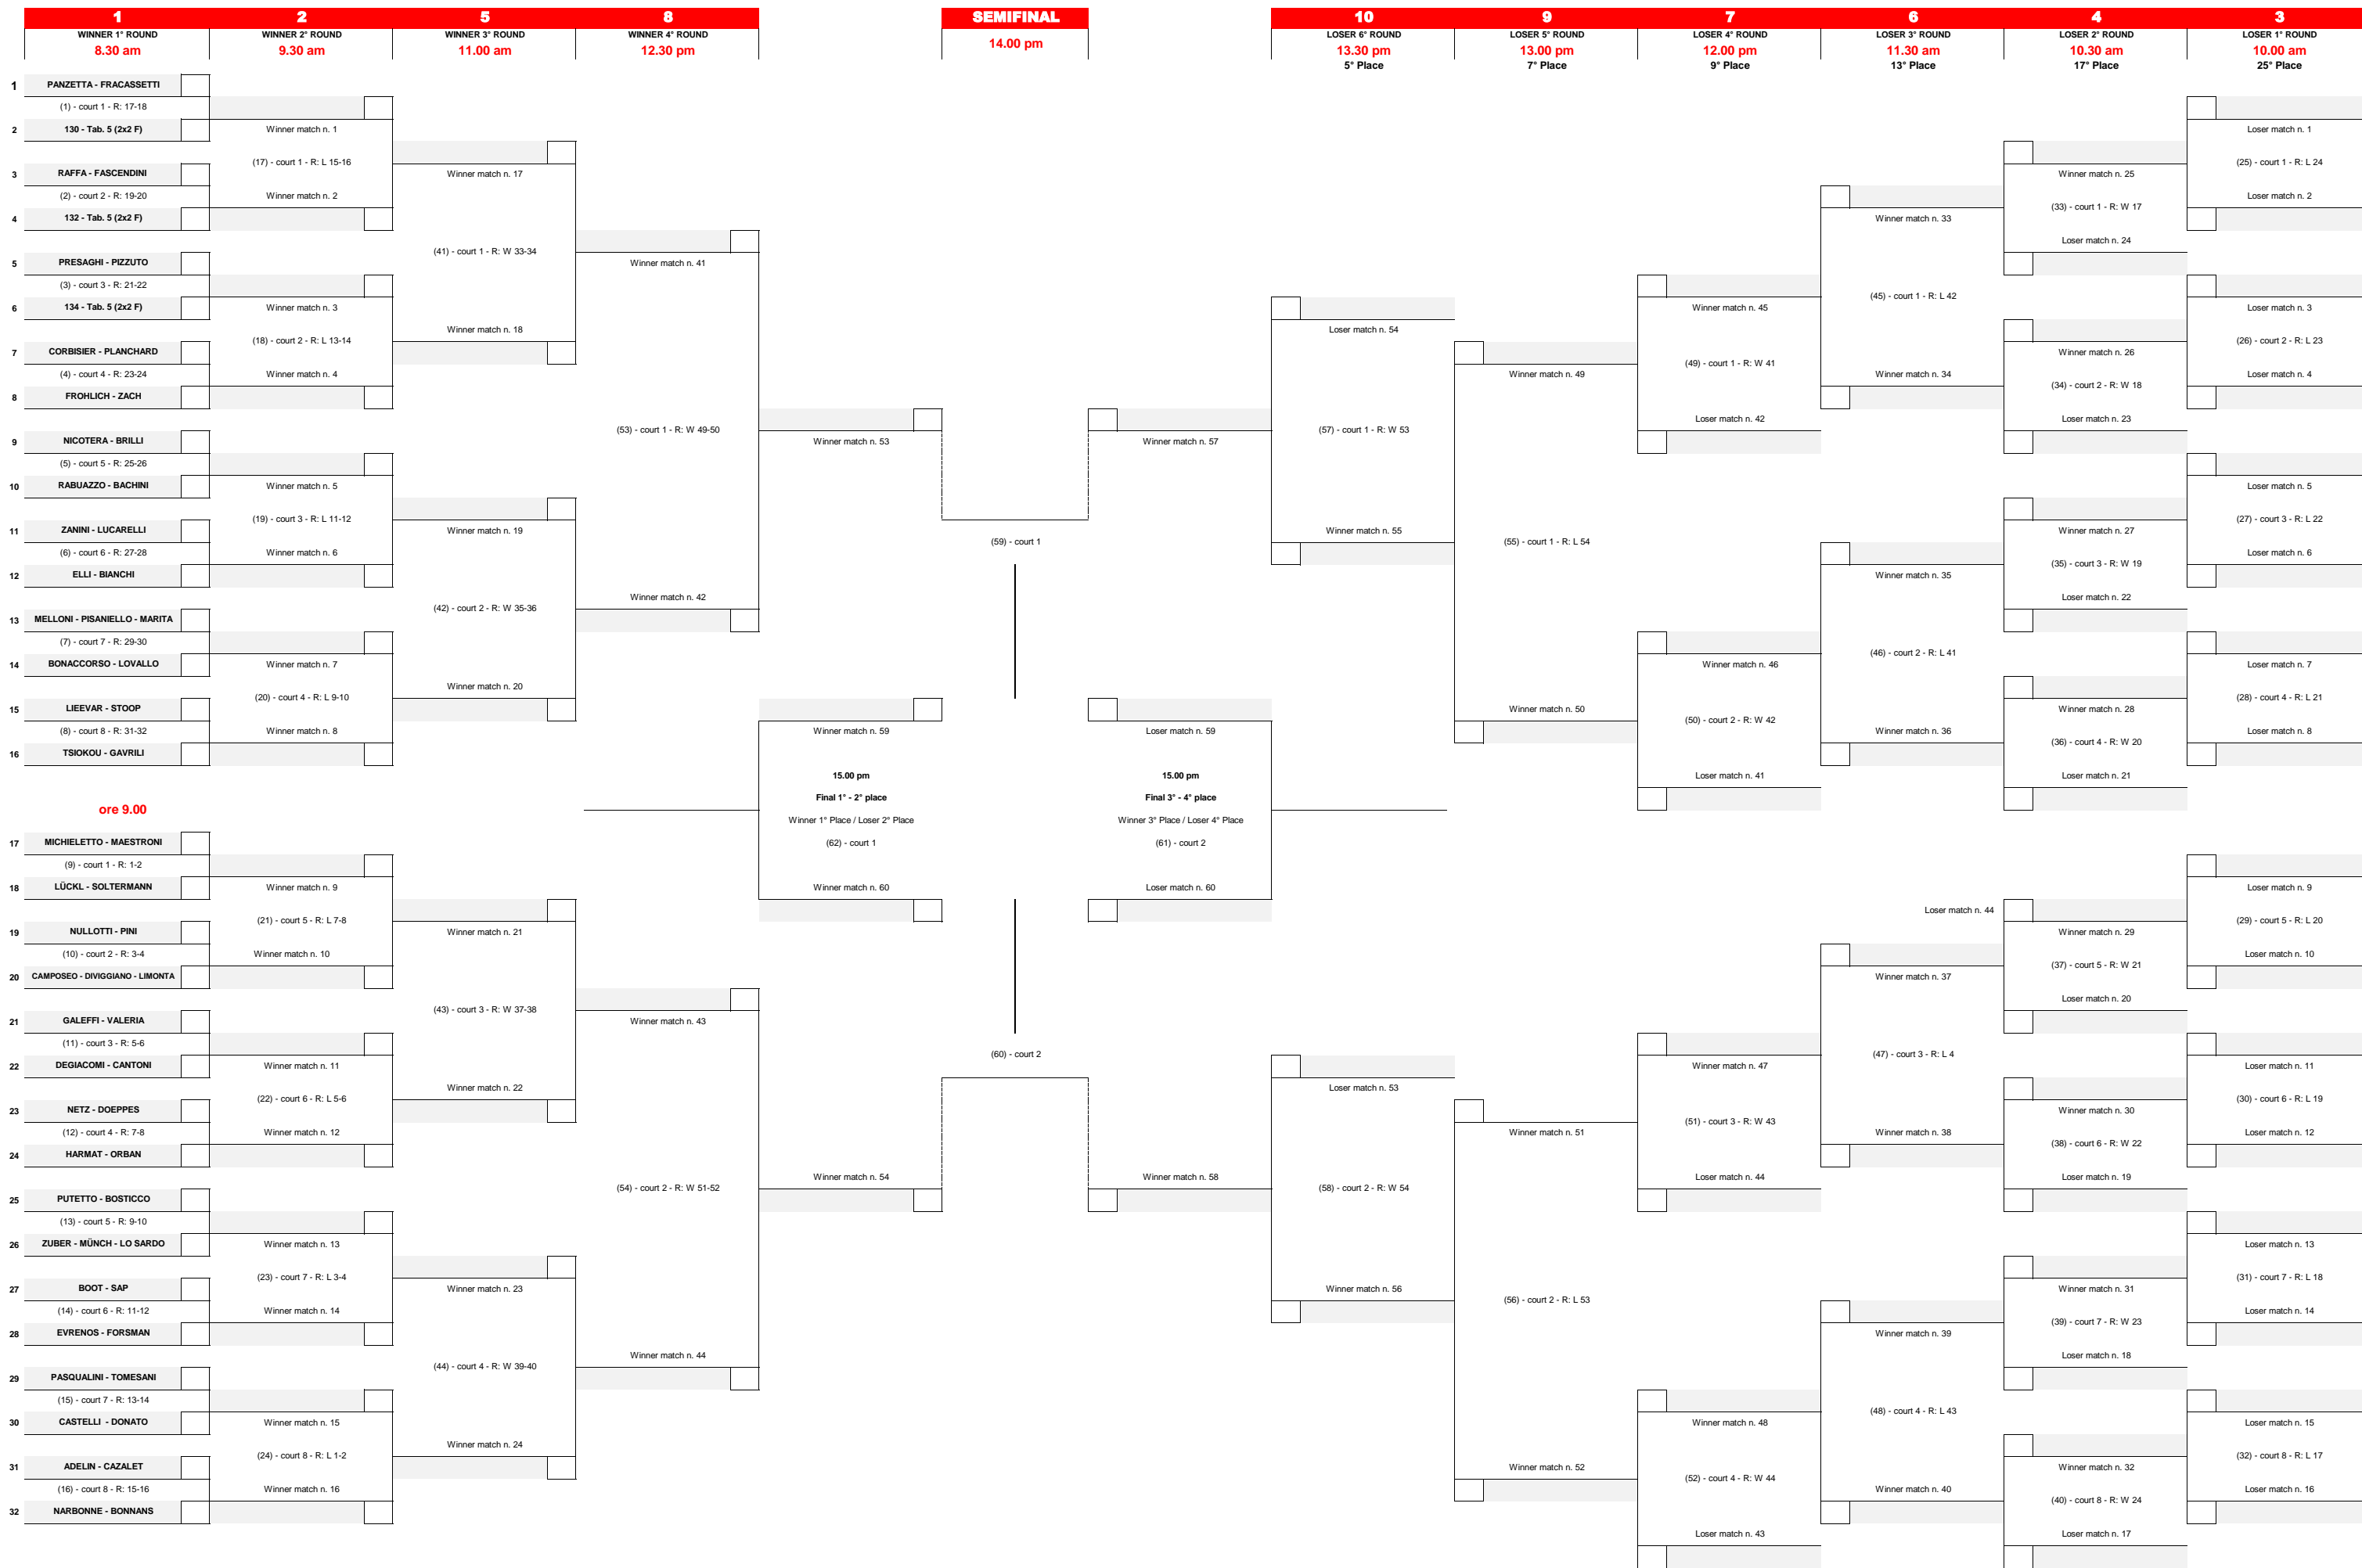 1 2 5 8 SEMIFINAL 10 9 7 6 4 3
WINNER 1° ROUND WINNER 2° ROUND WINNER 3° ROUND WINNER 4° ROUND LOSER 6° ROUND LOSER 5° ROUND LOSER 4° ROUND LOSER 3° ROUND LOSER 2° ROUND LOSER 1° ROUND
8.30 am 9.30 am 11.00 am 12.30 pm 14.00 pm 13.30 pm 13.00 pm 12.00 pm 11.30 am 10.30 am 10.00 am
5° Place 7° Place 9° Place 13° Place 17° Place 25° Place
1 PANZETTA - FRACASSETTI
(1) - court 1 - R: 17-18
2 130 - Tab. 5 (2x2 F)
3 RAFFA - FASCENDINI
(2) - court 2 - R: 19-20
4 132 - Tab. 5 (2x2 F)
5 PRESAGHI - PIZZUTO
(3) - court 3 - R: 21-22
6 134 - Tab. 5 (2x2 F)
7 CORBISIER - PLANCHARD
(4) - court 4 - R: 23-24
8 FROHLICH - ZACH
9 NICOTERA - BRILLI
(5) - court 5 - R: 25-26
10 RABUAZZO - BACHINI
11 ZANINI - LUCARELLI
(6) - court 6 - R: 27-28
12 ELLI - BIANCHI
13 MELLONI - PISANIELLO - MARITA
(7) - court 7 - R: 29-30
14 BONACCORSO - LOVALLO
15 LIEEVAR - STOOP
(8) - court 8 - R: 31-32
16 TSIOKOU - GAVRILI
ore 9.00
17 MICHIELETTO - MAESTRONI
(9) - court 1 - R: 1-2
18 LÜCKL - SOLTERMANN
19 NULLOTTI - PINI
(10) - court 2 - R: 3-4
20 CAMPOSEO - DIVIGGIANO - LIMONTA
21 GALEFFI - VALERIA
(11) - court 3 - R: 5-6
22 DEGIACOMI - CANTONI
23 NETZ - DOEPPES
(12) - court 4 - R: 7-8
24 HARMAT - ORBAN
25 PUTETTO - BOSTICCO
(13) - court 5 - R: 9-10
26 ZUBER - MÜNCH - LO SARDO
27 BOOT - SAP
(14) - court 6 - R: 11-12
28 EVRENOS - FORSMAN
29 PASQUALINI - TOMESANI
(15) - court 7 - R: 13-14
30 CASTELLI - DONATO
31 ADELIN - CAZALET
(16) - court 8 - R: 15-16
32 NARBONNE - BONNANS
Winner match n. 1
(17) - court 1 - R: L 15-16
Winner match n. 2
Winner match n. 3
(18) - court 2 - R: L 13-14
Winner match n. 4
Winner match n. 5
(19) - court 3 - R: L 11-12
Winner match n. 6
Winner match n. 7
(20) - court 4 - R: L 9-10
Winner match n. 8
Winner match n. 9
(21) - court 5 - R: L 7-8
Winner match n. 10
Winner match n. 11
(22) - court 6 - R: L 5-6
Winner match n. 12
Winner match n. 13
(23) - court 7 - R: L 3-4
Winner match n. 14
Winner match n. 15
(24) - court 8 - R: L 1-2
Winner match n. 16
Winner match n. 17
(41) - court 1 - R: W 33-34
Winner match n. 18
Winner match n. 19
(42) - court 2 - R: W 35-36
Winner match n. 20
Winner match n. 21
(43) - court 3 - R: W 37-38
Winner match n. 22
Winner match n. 23
(44) - court 4 - R: W 39-40
Winner match n. 24
Winner match n. 41
(53) - court 1 - R: W 49-50
Winner match n. 42
Winner match n. 43
(54) - court 2 - R: W 51-52
Winner match n. 44
Winner match n. 53
Winner match n. 59
15.00 pm
Final 1° - 2° place
Winner 1° Place / Loser 2° Place
(62) - court 1
Winner match n. 60
Winner match n. 54
(59) - court 1
(60) - court 2
Winner match n. 57
Loser match n. 59
15.00 pm
Final 3° - 4° place
Winner 3° Place / Loser 4° Place
(61) - court 2
Loser match n. 60
Winner match n. 58
Loser match n. 54
(57) - court 1 - R: W 53
Winner match n. 55
Loser match n. 53
(58) - court 2 - R: W 54
Winner match n. 56
Winner match n. 49
(55) - court 1 - R: L 54
Winner match n. 50
Winner match n. 51
(56) - court 2 - R: L 53
Winner match n. 52
Winner match n. 45
(49) - court 1 - R: W 41
Loser match n. 42
Winner match n. 46
(50) - court 2 - R: W 42
Loser match n. 41
Winner match n. 47
(51) - court 3 - R: W 43
Loser match n. 44
Winner match n. 48
(52) - court 4 - R: W 44
Loser match n. 43
Winner match n. 33
(45) - court 1 - R: L 42
Winner match n. 34
Winner match n. 35
(46) - court 2 - R: L 41
Winner match n. 36
Loser match n. 44
Winner match n. 37
(47) - court 3 - R: L 4
Winner match n. 38
Winner match n. 39
(48) - court 4 - R: L 43
Winner match n. 40
Winner match n. 25
(33) - court 1 - R: W 17
Loser match n. 24
Winner match n. 26
(34) - court 2 - R: W 18
Loser match n. 23
Winner match n. 27
(35) - court 3 - R: W 19
Loser match n. 22
Winner match n. 28
(36) - court 4 - R: W 20
Loser match n. 21
Winner match n. 29
(37) - court 5 - R: W 21
Loser match n. 20
Winner match n. 30
(38) - court 6 - R: W 22
Loser match n. 19
Winner match n. 31
(39) - court 7 - R: W 23
Loser match n. 18
Winner match n. 32
(40) - court 8 - R: W 24
Loser match n. 17
Loser match n. 1
(25) - court 1 - R: L 24
Loser match n. 2
Loser match n. 3
(26) - court 2 - R: L 23
Loser match n. 4
Loser match n. 5
(27) - court 3 - R: L 22
Loser match n. 6
Loser match n. 7
(28) - court 4 - R: L 21
Loser match n. 8
Loser match n. 9
(29) - court 5 - R: L 20
Loser match n. 10
Loser match n. 11
(30) - court 6 - R: L 19
Loser match n. 12
Loser match n. 13
(31) - court 7 - R: L 18
Loser match n. 14
Loser match n. 15
(32) - court 8 - R: L 17
Loser match n. 16